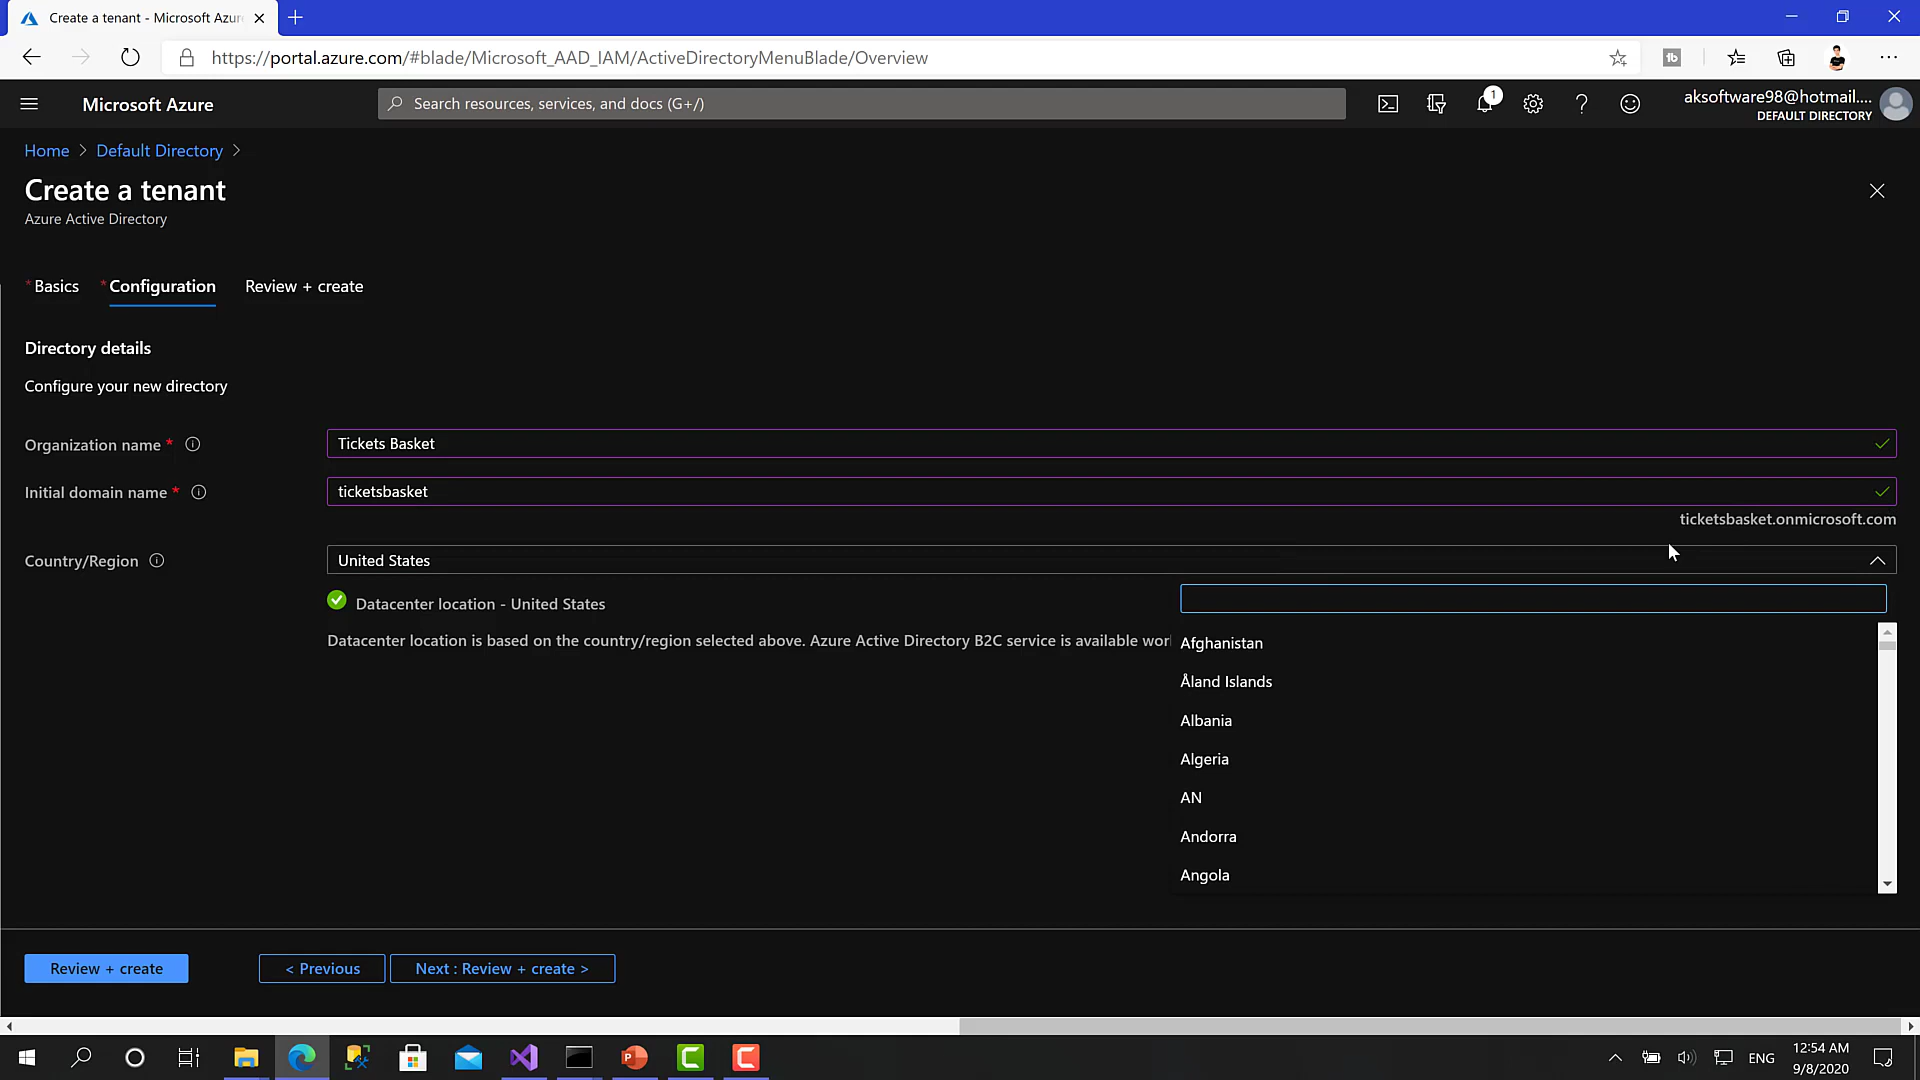 Create a tenant - Microsoft Azur
https://portal.azure.com/#blade/Microsoft_AAD_IAM/ActiveDirectoryMenuBlade/Overview
Microsoft Azure
Search resources, services, and docs (G+/)
1
aksoftware98@hotmail....
DEFAULT DIRECTORY
Home > Default Directory >
Create a tenant
Azure Active Directory
* Basics * Configuration Review + create
Directory details
Configure your new directory
Organization name *
Tickets Basket
Initial domain name *
ticketsbasket
ticketsbasket.onmicrosoft.com
Country/Region
United States
Datacenter location - United States
Datacenter location is based on the country/region selected above. Azure Active Directory B2C service is available wor
Afghanistan
Åland Islands
Albania
Algeria
AN
Andorra
Angola
Review + create
< Previous
Next : Review + create >
ENG
12:54 AM
9/8/2020